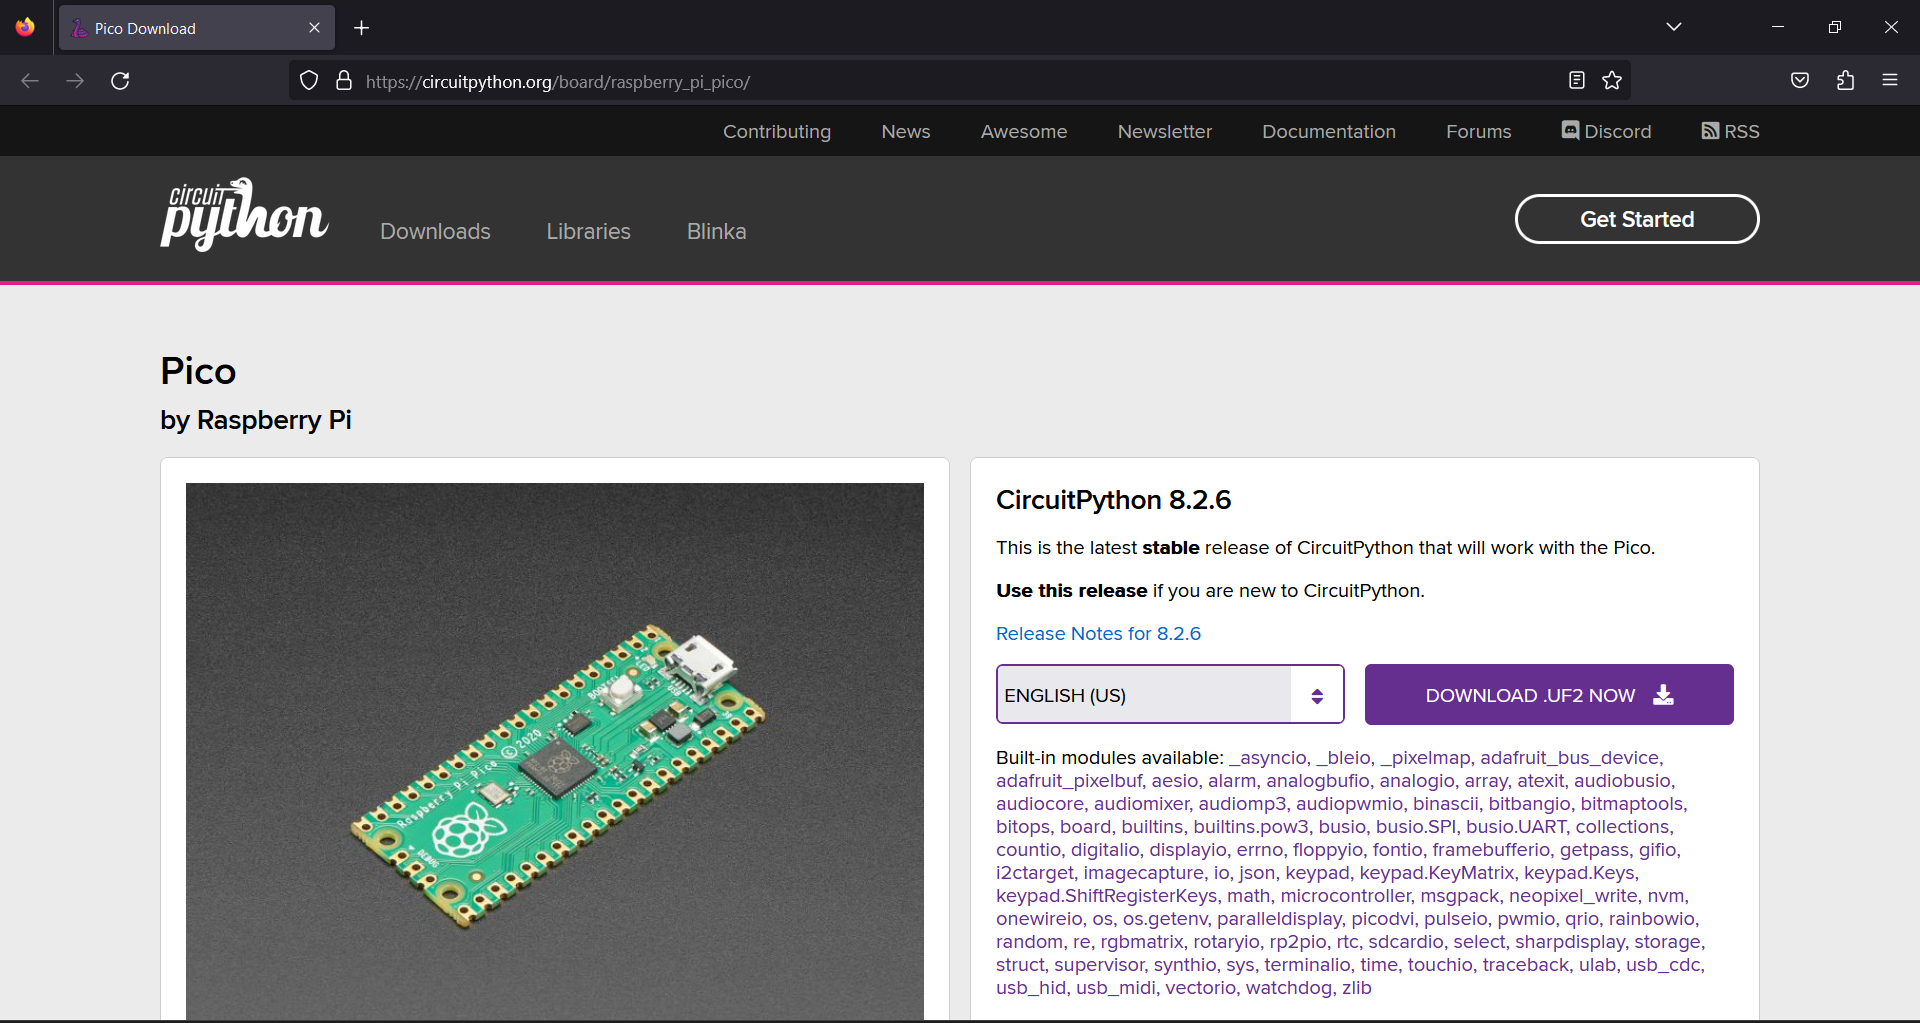 Pico Download
https://circuitpython.org/board/raspberry_pi_pico/
Contributing News Awesome Newsletter Documentation Forums Discord RSS
circuit
python
Downloads Libraries Blinka
Get Started
Pico
by Raspberry Pi
CircuitPython 8.2.6
This is the latest stable release of CircuitPython that will work with the Pico.
Use this release if you are new to CircuitPython.
Release Notes for 8.2.6
ENGLISH (US)
DOWNLOAD .UF2 NOW
Built-in modules available: _asyncio, _bleio, _pixelmap, adafruit_bus_device,
adafruit_pixelbuf, aesio, alarm, analogbufio, analogio, array, atexit, audiobusio,
audiocore, audiomixer, audiomp3, audiopwmio, binascii, bitbangio, bitmaptools,
bitops, board, builtins, builtins.pow3, busio, busio.SPI, busio.UART, collections,
countio, digitalio, displayio, errno, floppyio, fontio, framebufferio, getpass, gifio,
i2ctarget, imagecapture, io, json, keypad, keypad.KeyMatrix, keypad.Keys,
keypad.ShiftRegisterKeys, math, microcontroller, msgpack, neopixel_write, nvm,
onewireio, os, os.getenv, paralleldisplay, picodvi, pulseio, pwmio, qrio, rainbowio,
random, re, rgbmatrix, rotaryio, rp2pio, rtc, sdcardio, select, sharpdisplay, storage,
struct, supervisor, synthio, sys, terminalio, time, touchio, traceback, ulab, usb_cdc,
usb_hid, usb_midi, vectorio, watchdog, zlib
Raspberry Pi Pico © 2020
BOOTSEL
LED
USB
DEBUG